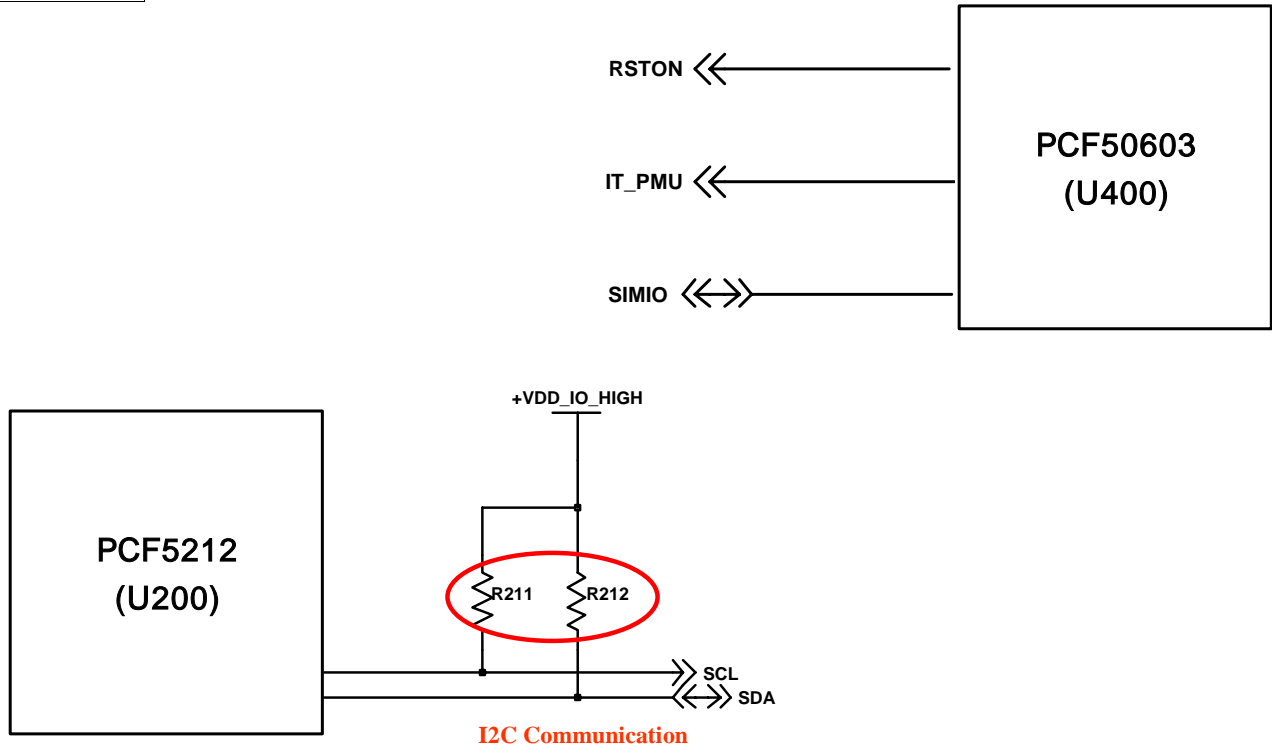 RSTON
PCF50603
(U400)
IT_PMU
SIMIO
+VDD_IO_HIGH
PCF5212
(U200)
R211
R212
SCL
SDA
I2C Communication